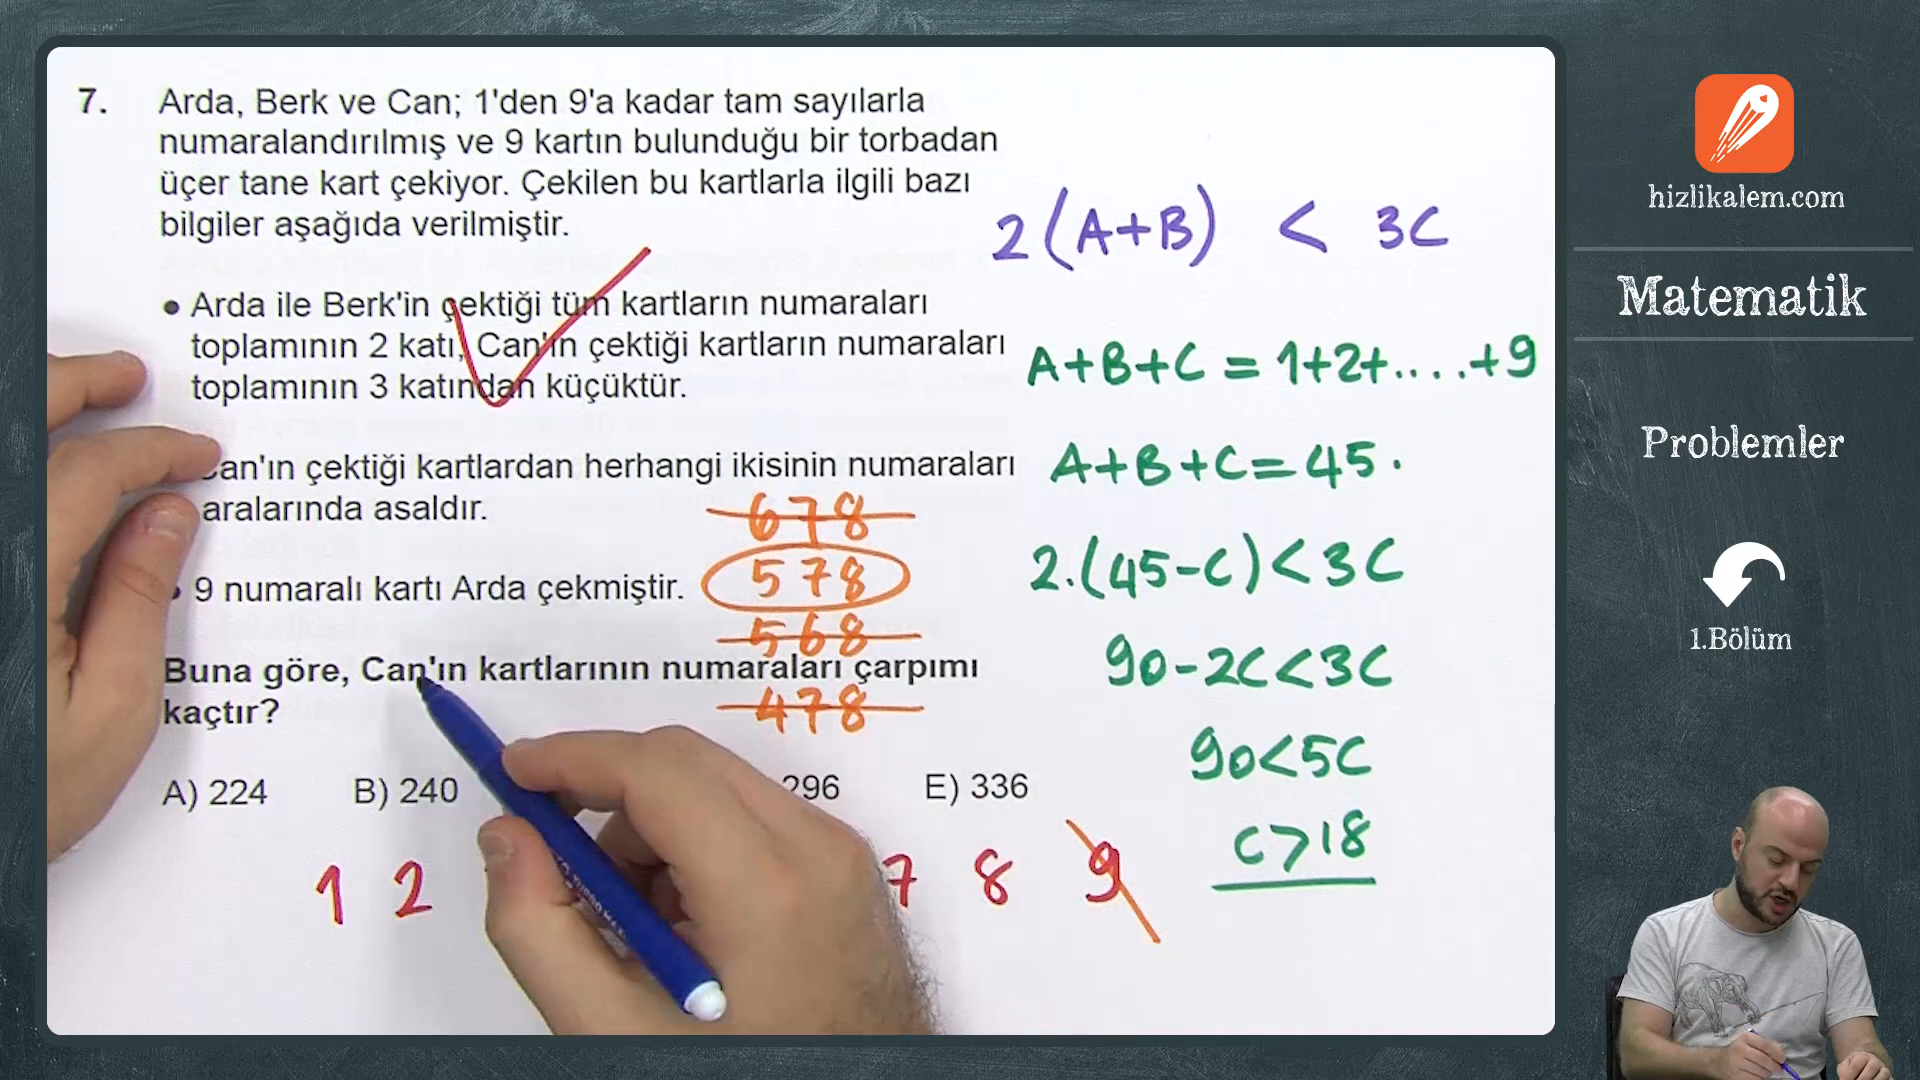 7. Arda, Berk ve Can; 1'den 9'a kadar tam sayılarla
numaralandırılmış ve 9 kartın bulunduğu bir torbadan
üçer tane kart çekiyor. Çekilen bu kartlarla ilgili bazı
bilgiler aşağıda verilmiştir.
• Arda ile Berk'in çektiği tüm kartların numaraları
toplamının 2 katı, Can'ın çektiği kartların numaraları
toplamının 3 katından küçüktür.
Can'ın çektiği kartlardan herhangi ikisinin numaraları
aralarında asaldır.
• 9 numaralı kartı Arda çekmiştir.
Buna göre, Can'ın kartlarının numaraları çarpımı
kaçtır?
A) 224 B) 240 296 E) 336
1 2 7 8 9
678
578
568
478
2(A+B) < 3C
A+B+C = 1+2+....+9
A+B+C=45.
2.(45-C)<3C
90-2C<3C
90<5C
C>18
hizlikalem.com
Matematik
Problemler
1.Bölüm